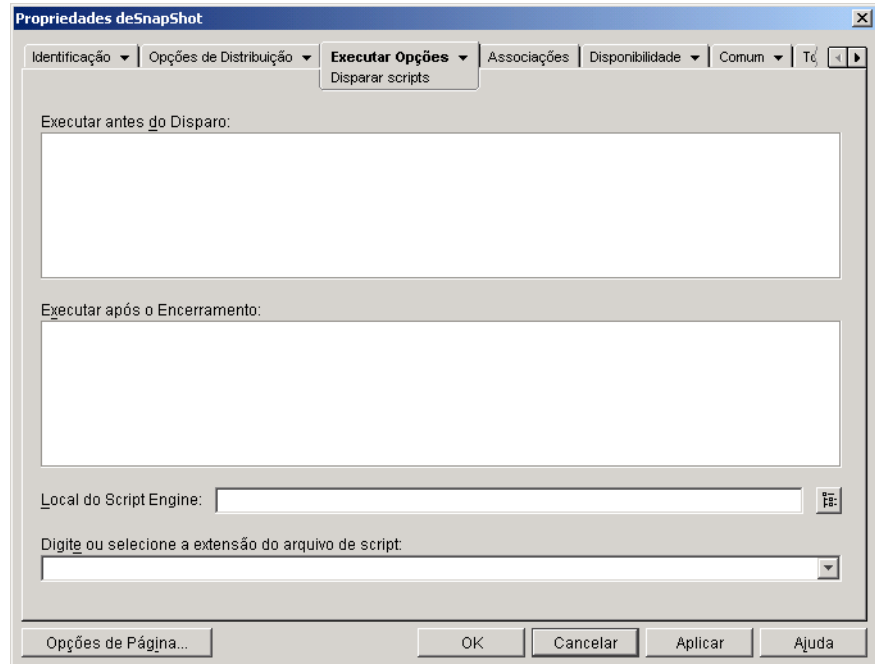 Propriedades deSnapShot
Identificação Opções de Distribuição Executar Opções Associações Disponibilidade Comum
Disparar scripts
Executar antes do Disparo:
Executar após o Encerramento:
Local do Script Engine:
Digite ou selecione a extensão do arquivo de script:
Opções de Página... OK Cancelar Aplicar Ajuda